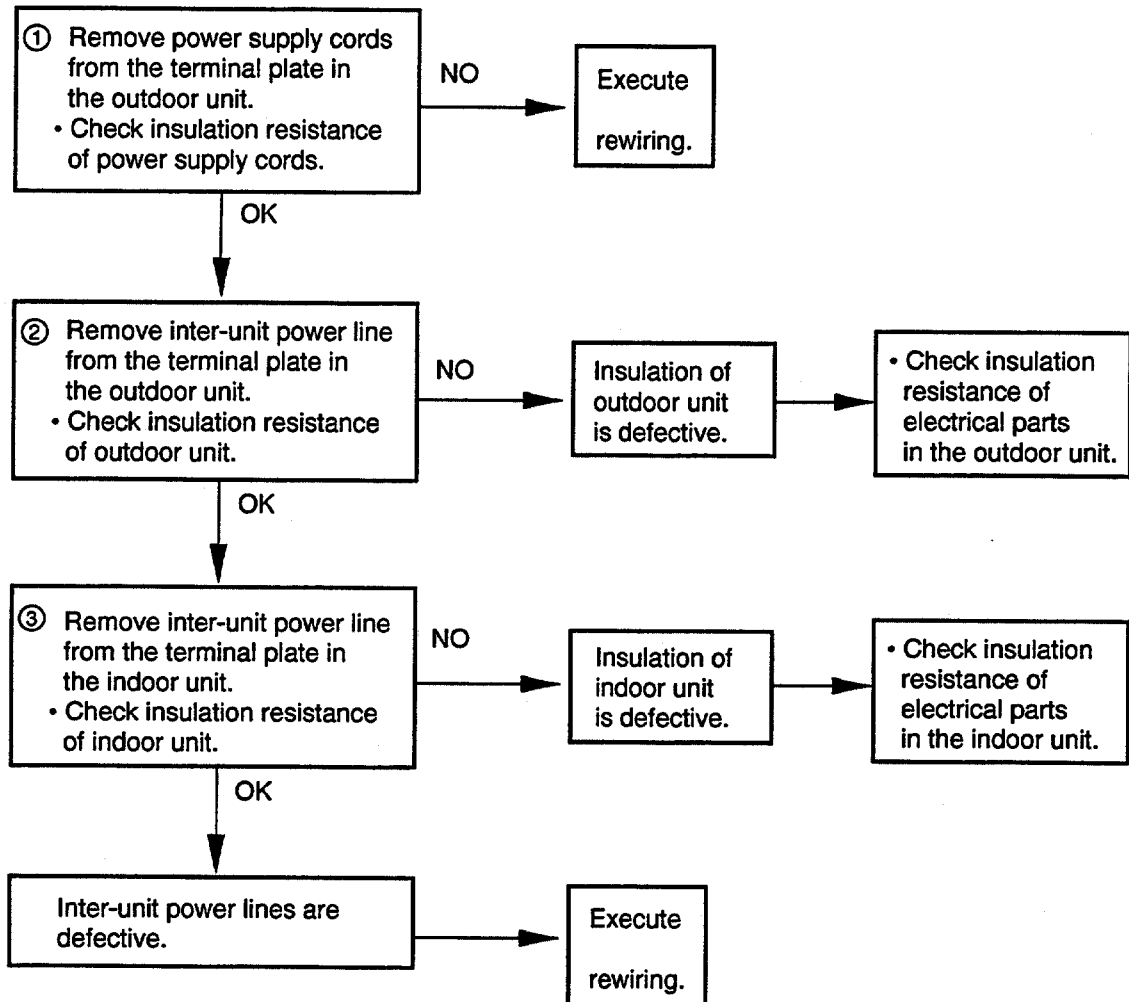 ① Remove power supply cords
from the terminal plate in
the outdoor unit.
• Check insulation resistance
of power supply cords.
NO
Execute
rewiring.
OK
② Remove inter-unit power line
from the terminal plate in
the outdoor unit.
• Check insulation resistance
of outdoor unit.
NO
Insulation of
outdoor unit
is defective.
• Check insulation
resistance of
electrical parts
in the outdoor unit.
OK
③ Remove inter-unit power line
from the terminal plate in
the indoor unit.
• Check insulation resistance
of indoor unit.
NO
Insulation of
indoor unit
is defective.
• Check insulation
resistance of
electrical parts
in the indoor unit.
OK
Inter-unit power lines are
defective.
Execute
rewiring.